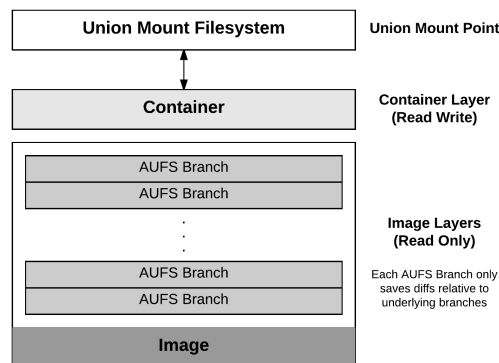 Union Mount Filesystem
Union Mount Point
Container
Container Layer
(Read Write)
AUFS Branch
AUFS Branch
.
.
.
AUFS Branch
AUFS Branch
Image Layers
(Read Only)
Each AUFS Branch only
saves diffs relative to
underlying branches
Image